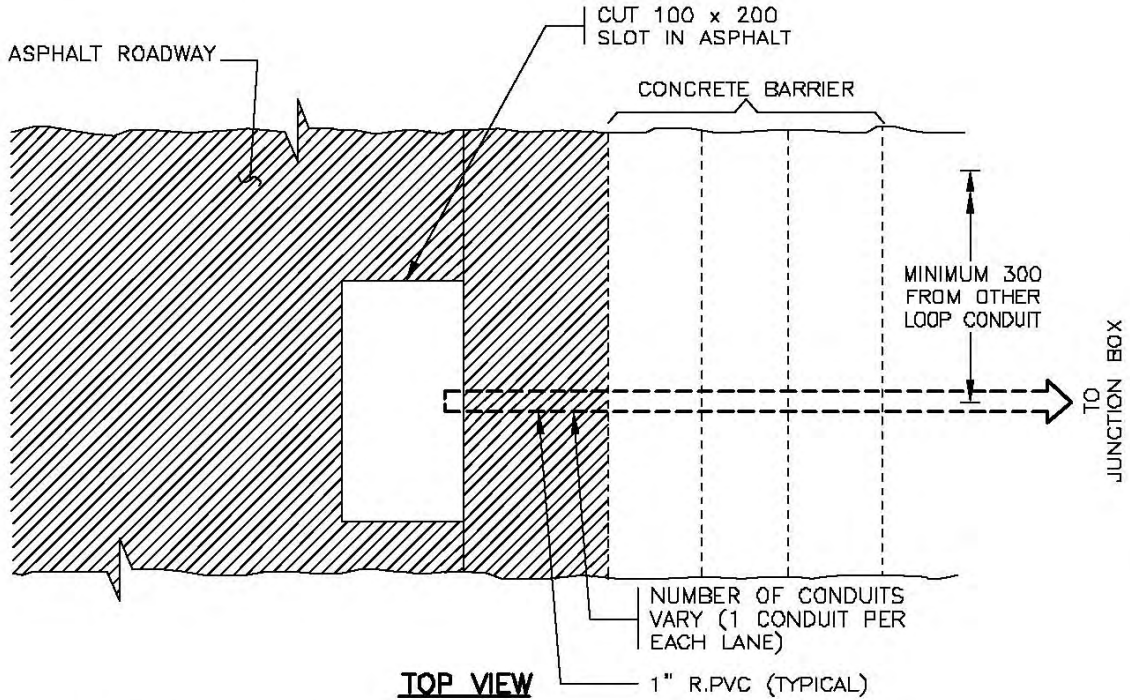 CUT 100 x 200
SLOT IN ASPHALT
ASPHALT ROADWAY
CONCRETE BARRIER
MINIMUM 300
FROM OTHER
LOOP CONDUIT
TO
JUNCTION BOX
NUMBER OF CONDUITS
VARY (1 CONDUIT PER
EACH LANE)
1" R.PVC (TYPICAL)
TOP VIEW